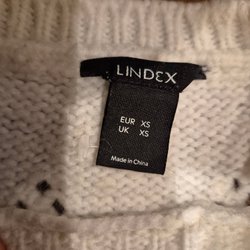 LINDEX
EUR XS
UK XS
Made in China